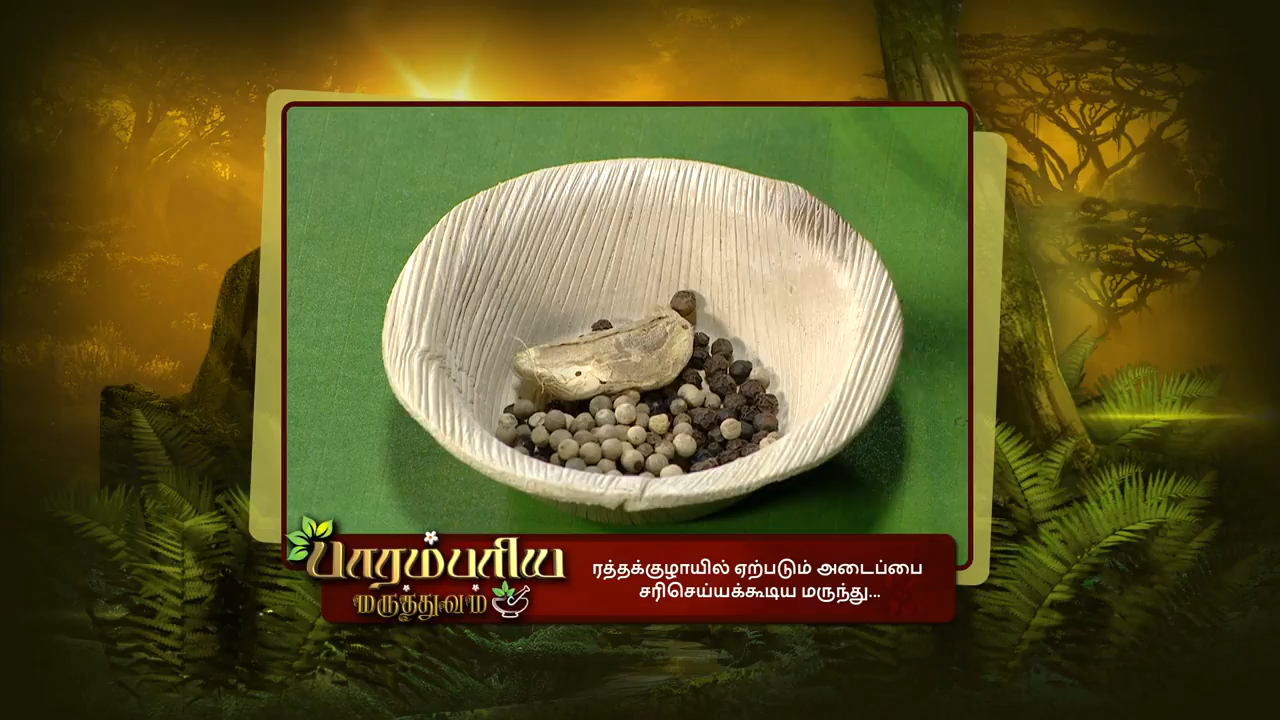 பாரம்பரிய
மருத்துவம்
ரத்தக்குழாயில் ஏற்படும் அடைப்பை
சரிசெய்யக்கூடிய மருந்து...